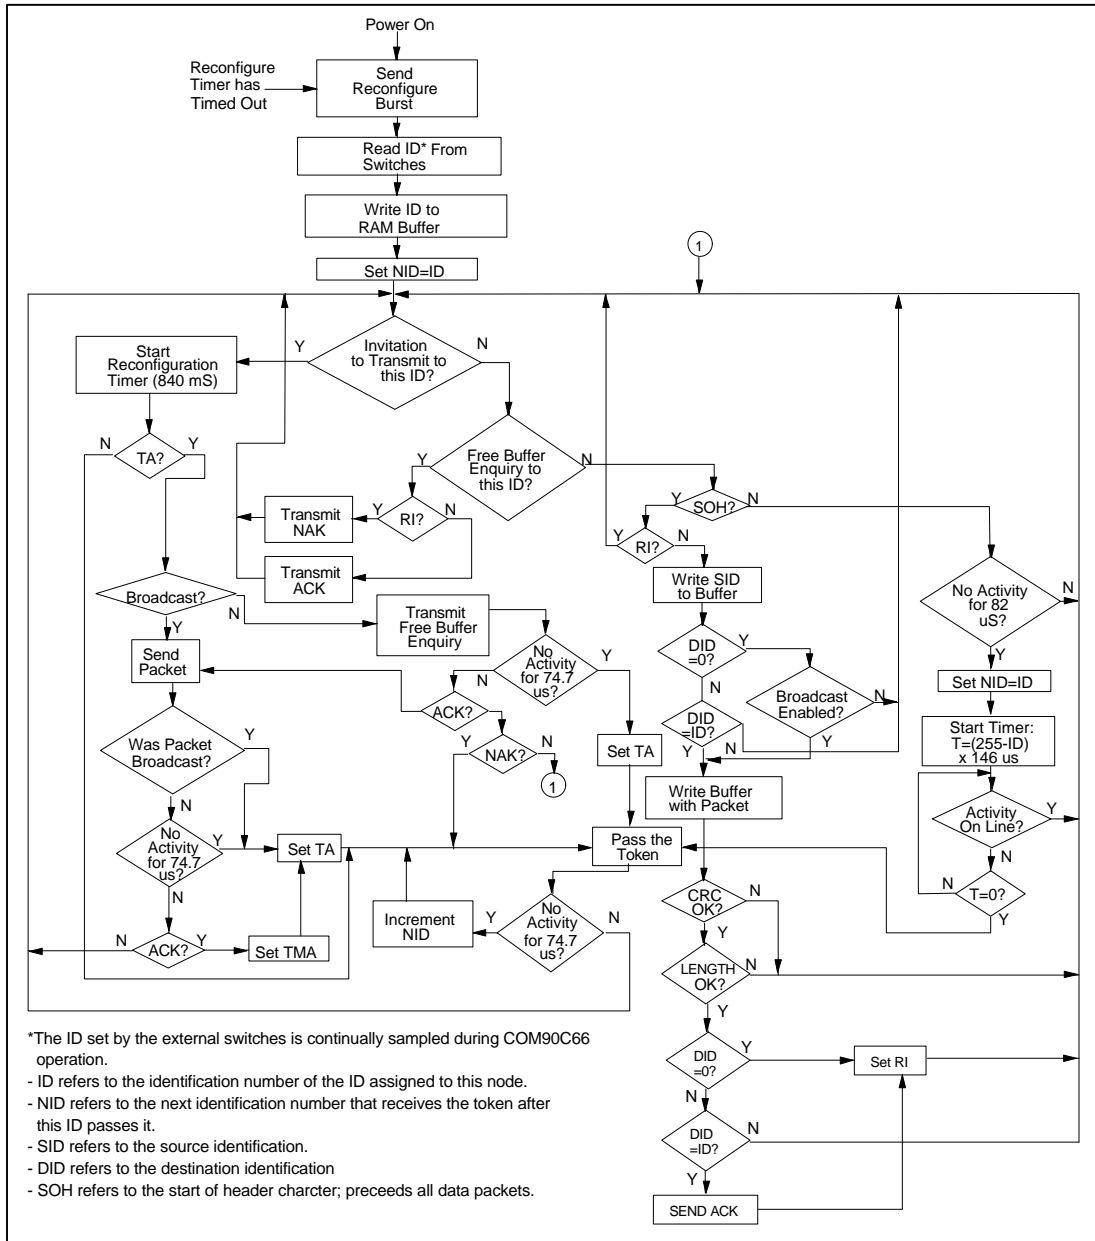 Power On
Reconfigure
Timer has
Timed Out
Send
Reconfigure
Burst
Read ID* From
Switches
Write ID to
RAM Buffer
1
Set NID=ID
Invitation
to Transmit to
this ID?
Y
N
Start
Reconfiguration
Timer (840 mS)
N
Y
TA?
Free Buffer
Enquiry to
this ID?
Y
N
Y
N
SOH?
Transmit
NAK
Y
RI?
N
Y
RI?
N
Transmit
ACK
Write SID
to Buffer
No Activity
for 82
uS?
N
Y
Broadcast?
N
Y
Transmit
Free Buffer
Enquiry
Send
Packet
No
Activity
for 74.7
us?
Y
N
DID
=0?
Y
N
Set NID=ID
ACK?
Y
N
Broadcast
Enabled?
N
Y
DID
=ID?
Y
N
Start Timer:
T=(255-ID)
x 146 us
Was Packet
Broadcast?
Y
N
NAK?
N
1
Set TA
Write Buffer
with Packet
Activity
On Line?
Y
N
No
Activity
for 74.7
us?
Y
N
Set TA
Pass the
Token
T=0?
N
Y
CRC
OK?
N
Y
Increment
NID
Y
No
Activity
for 74.7
us?
N
N
ACK?
Y
Set TMA
LENGTH
OK?
N
Y
DID
=0?
Y
N
Set RI
DID
=ID?
N
Y
SEND ACK
*The ID set by the external switches is continually sampled during COM90C66
operation.
- ID refers to the identification number of the ID assigned to this node.
- NID refers to the next identification number that receives the token after
this ID passes it.
- SID refers to the source identification.
- DID refers to the destination identification
- SOH refers to the start of header charcter; preceeds all data packets.